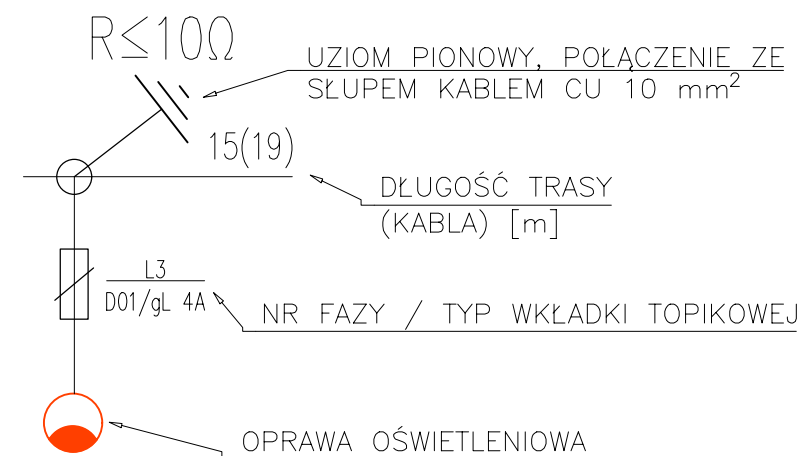 R≤10Ω
UZIOM PIONOWY, POŁĄCZENIE ZE
SŁUPEM KABLEM CU 10 mm²
15(19)
DŁUGOŚĆ TRASY
(KABLA) [m]
L3
D01/gL 4A
NR FAZY / TYP WKŁADKI TOPIKOWEJ
OPRAWA OŚWIETLENIOWA